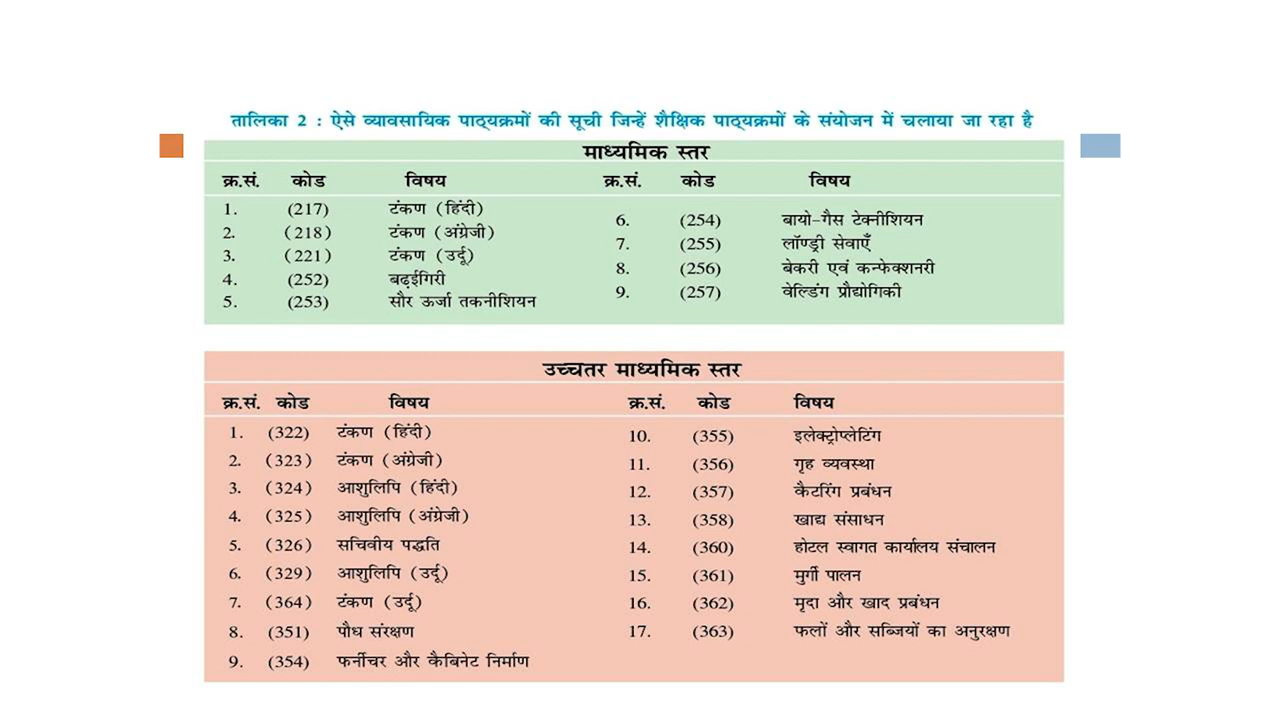 तालिका 2 : ऐसे व्यावसायिक पाठ्यक्रमों की सूची जिन्हें शैक्षिक पाठ्यक्रमों के संयोजन में चलाया जा रहा है
माध्यमिक स्तर
क्र.सं. कोड विषय क्र.सं. कोड विषय
1. (217) टंकण (हिंदी)
2. (218) टंकण (अंग्रेजी)
3. (221) टंकण (उर्दू)
4. (252) बढ़ईगिरी
5. (253) सौर ऊर्जा तकनीशियन
6. (254) बायो-गैस टेक्नीशियन
7. (255) लॉण्ड्री सेवाएँ
8. (256) बेकरी एवं कन्फेक्शनरी
9. (257) वेल्डिंग प्रौद्योगिकी
उच्चतर माध्यमिक स्तर
क्र.सं. कोड विषय क्र.सं. कोड विषय
1. (322) टंकण (हिंदी)
2. (323) टंकण (अंग्रेजी)
3. (324) आशुलिपि (हिंदी)
4. (325) आशुलिपि (अंग्रेजी)
5. (326) सचिवीय पद्धति
6. (329) आशुलिपि (उर्दू)
7. (364) टंकण (उर्दू)
8. (351) पौध संरक्षण
9. (354) फर्नीचर और कैबिनेट निर्माण
10. (355) इलेक्ट्रोप्लेटिंग
11. (356) गृह व्यवस्था
12. (357) कैटरिंग प्रबंधन
13. (358) खाद्य संसाधन
14. (360) होटल स्वागत कार्यालय संचालन
15. (361) मुर्गी पालन
16. (362) मृदा और खाद प्रबंधन
17. (363) फलों और सब्जियों का अनुरक्षण